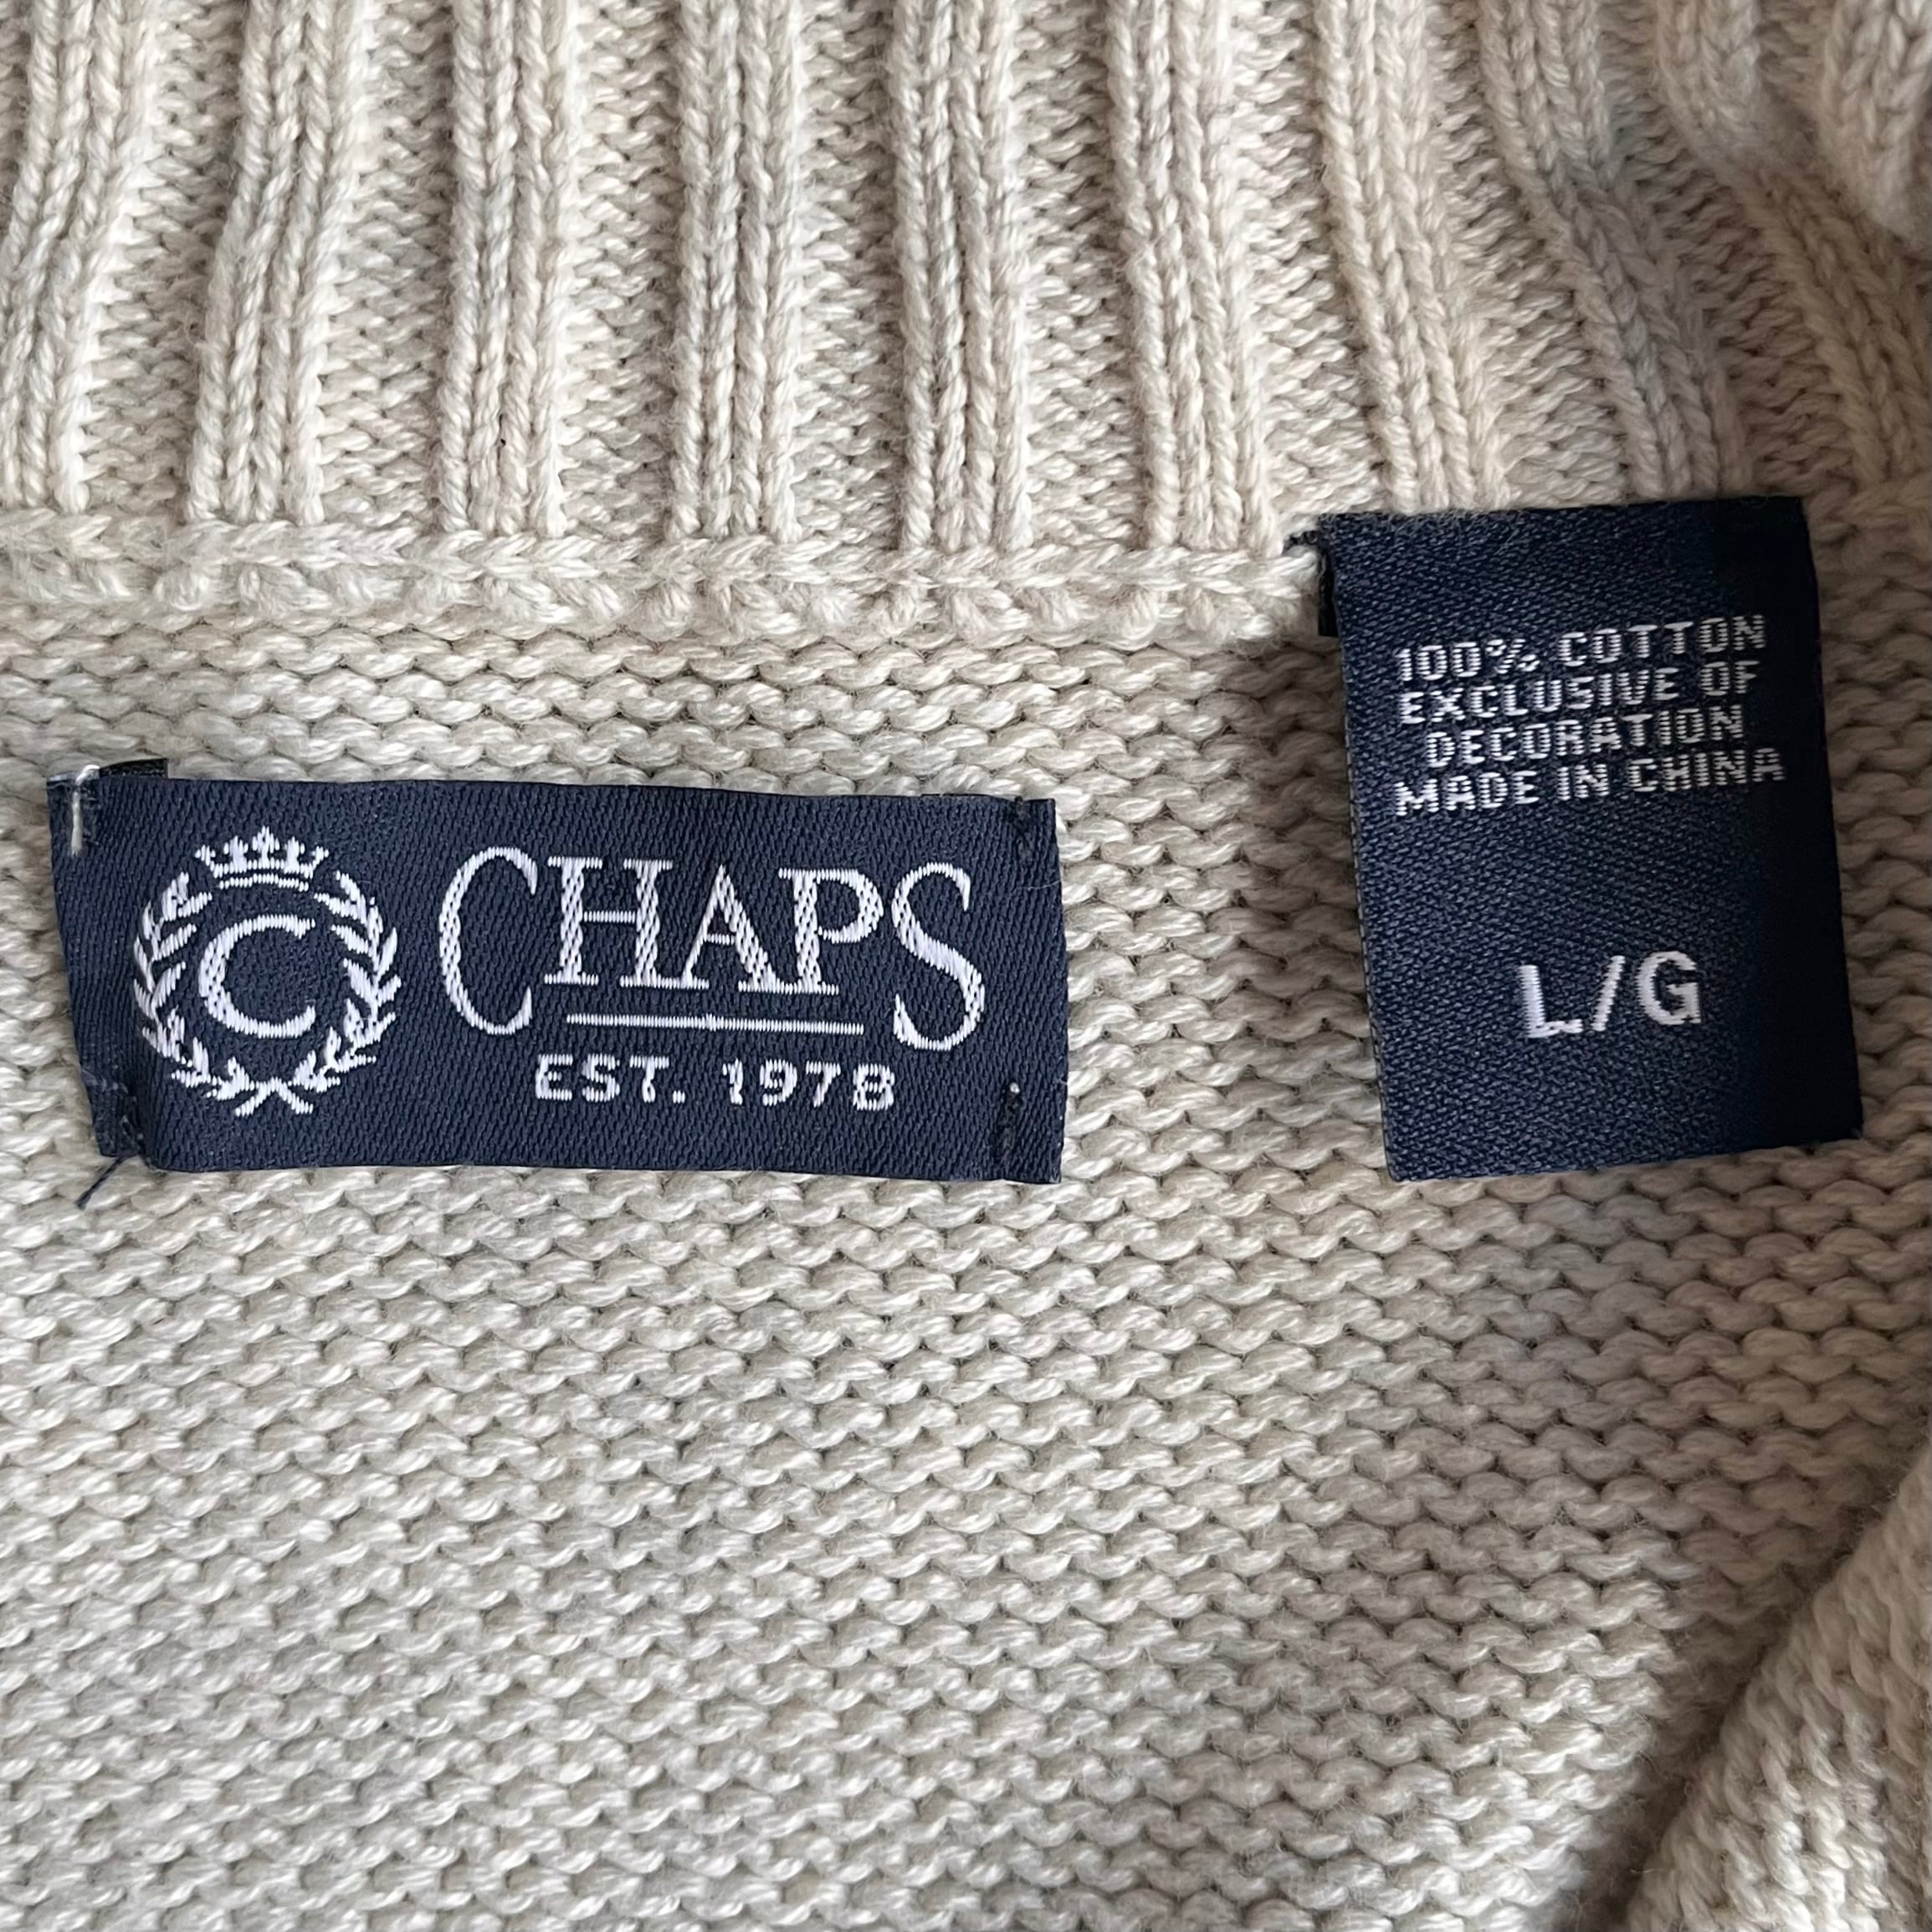 C
CHAPS
EST. 1978
100% COTTON
EXCLUSIVE OF
DECORATION
MADE IN CHINA
L/G